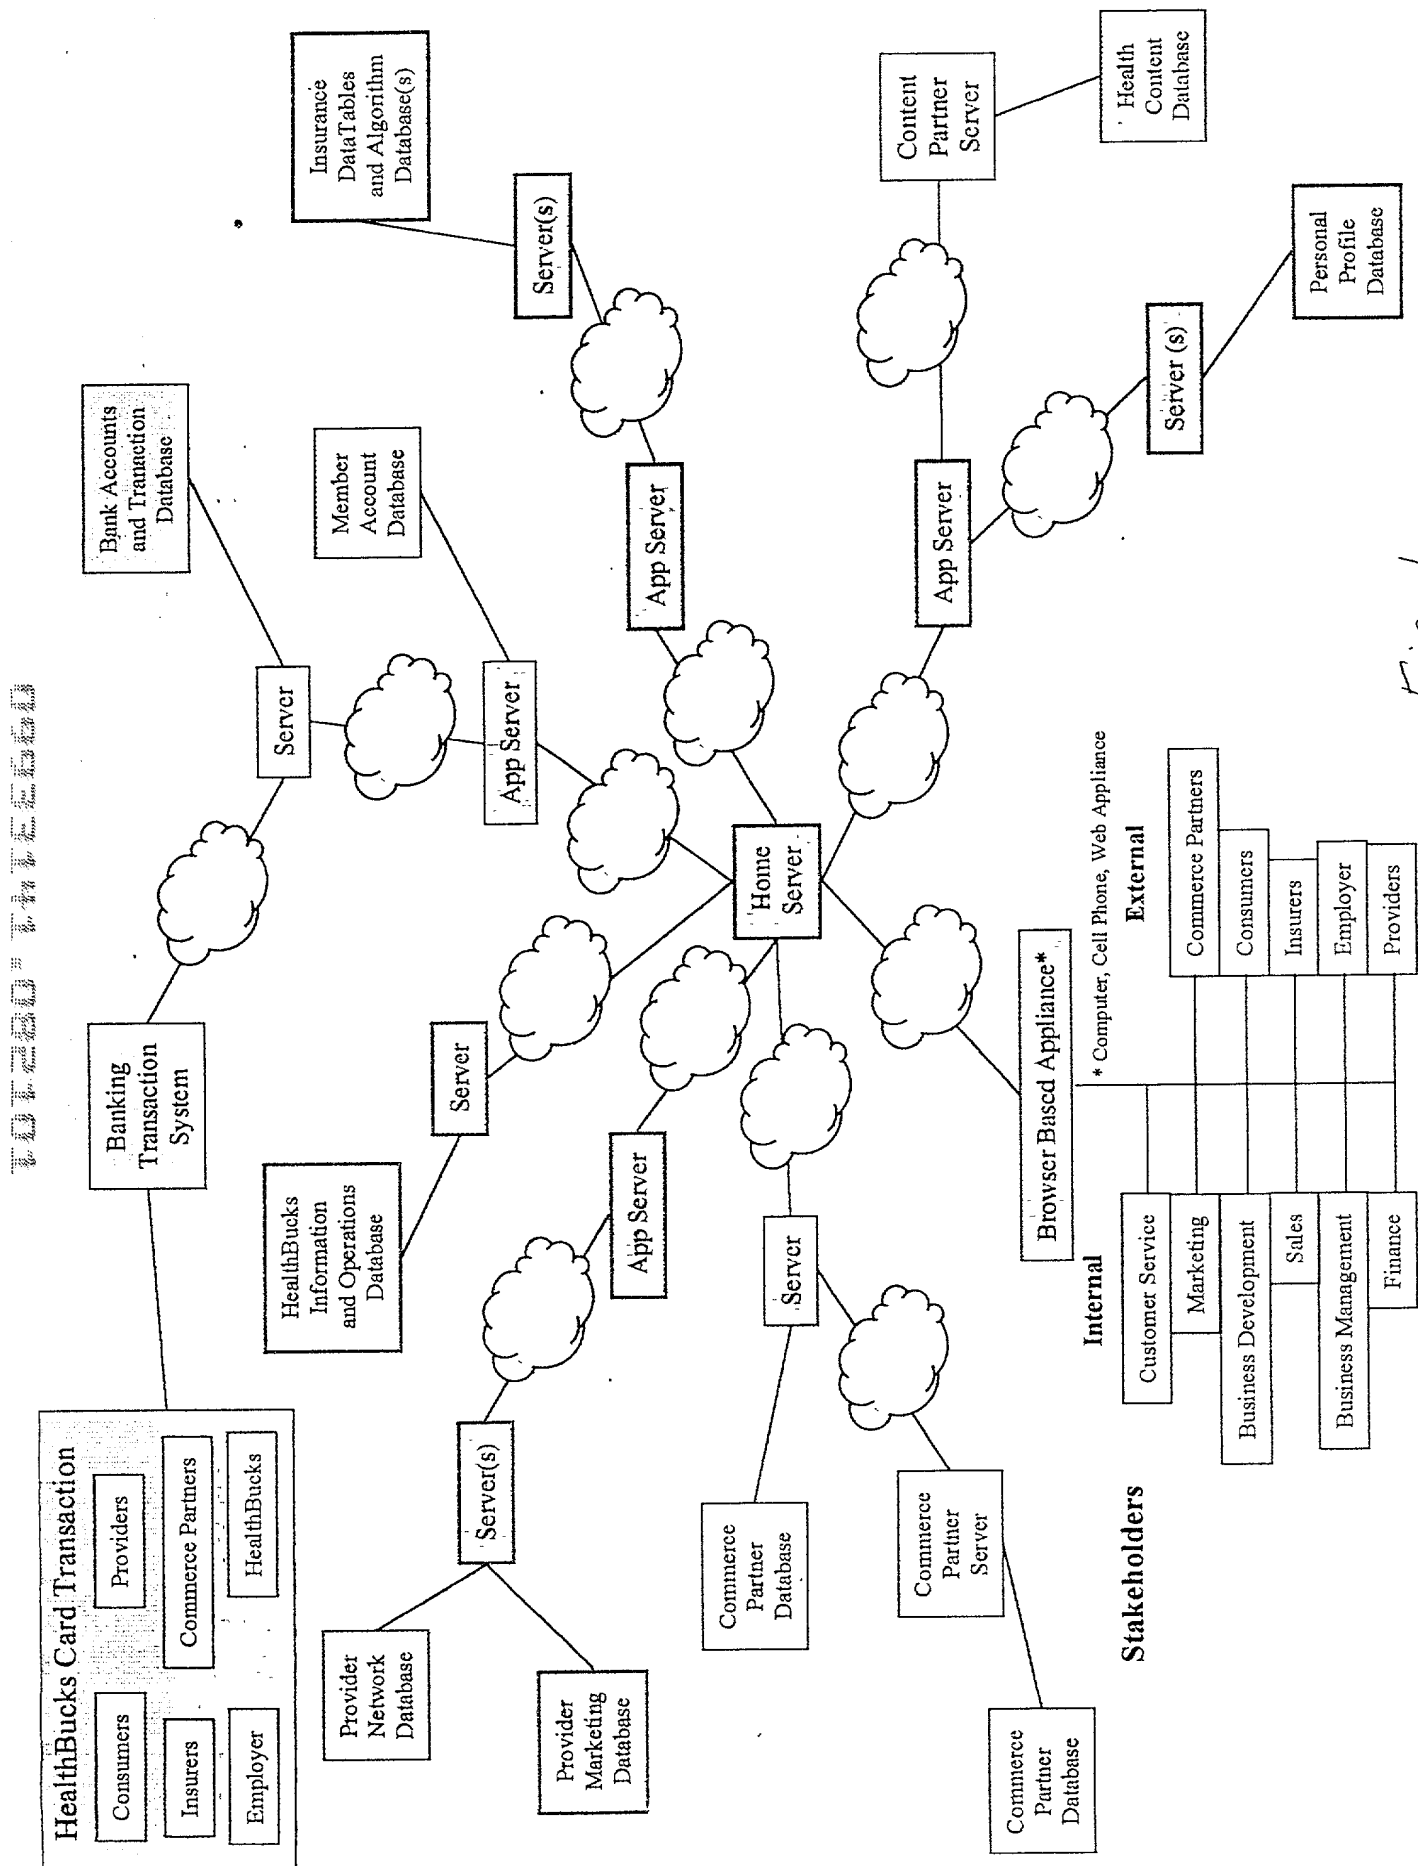 HealthBucks Card Transaction
Consumers
Providers
Insurers
Commerce Partners
Employer
HealthBucks
Banking
Transaction
System
Server
Bank Accounts
and Tranaction
Database
Member
Account
Database
App Server
Insurance
DataTables
and Algorithm
Database(s)
Server(s)
App Server
HealthBucks
Information
and Operations
Database
Server
Provider
Network
Database
Provider
Marketing
Database
Server(s)
App Server
Home
Server
Commerce
Partner
Database
Server
Commerce
Partner
Server
Commerce
Partner
Database
App Server
Content
Partner
Server
Health
Content
Database
Server (s)
Personal
Profile
Database
Browser Based Appliance*
* Computer, Cell Phone, Web Appliance
Stakeholders
Internal
External
Customer Service
Marketing
Commerce Partners
Business Development
Consumers
Sales
Insurers
Business Management
Employer
Finance
Providers